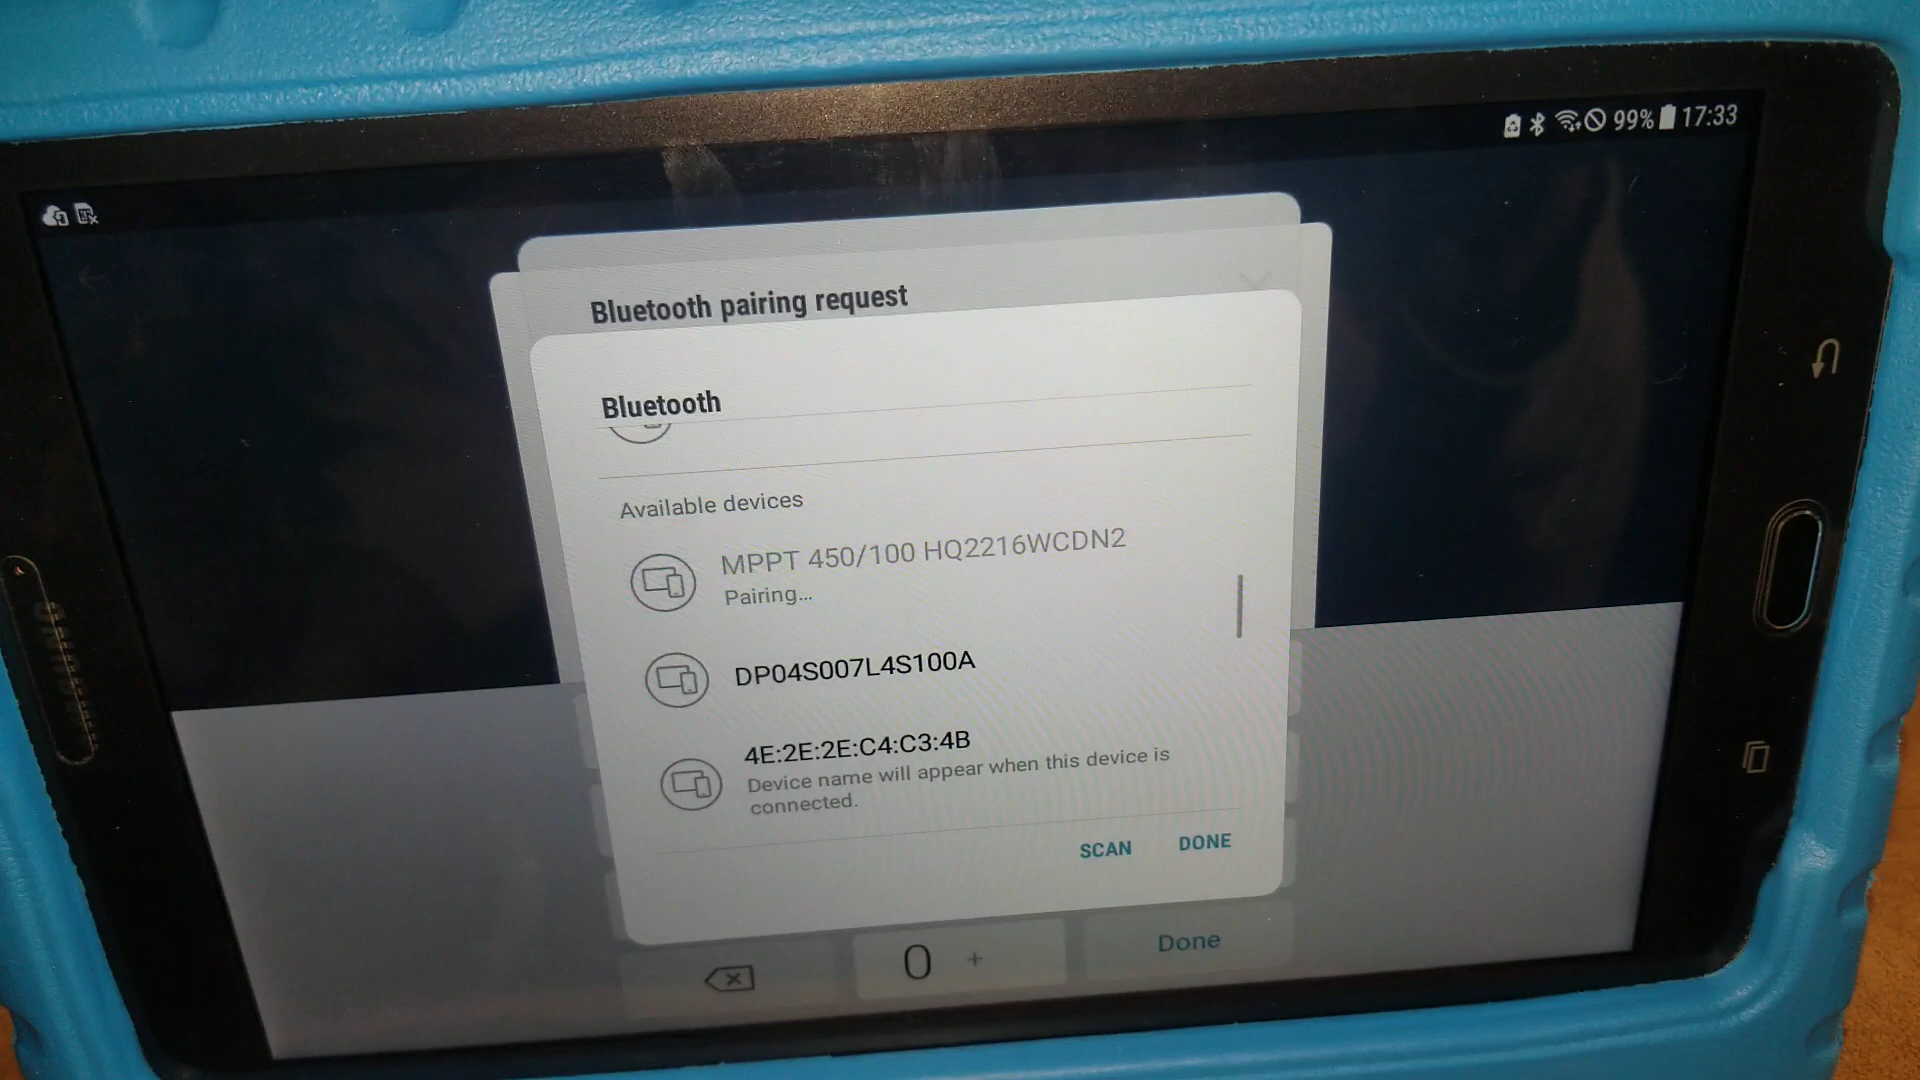 99% 17:33
Bluetooth pairing request
Bluetooth
Available devices
MPPT 450/100 HQ2216WCDN2
Pairing...
DP04S007L4S100A
4E:2E:2E:C4:C3:4B
Device name will appear when this device is
connected.
SCAN DONE
0 + Done
SAMSUNG